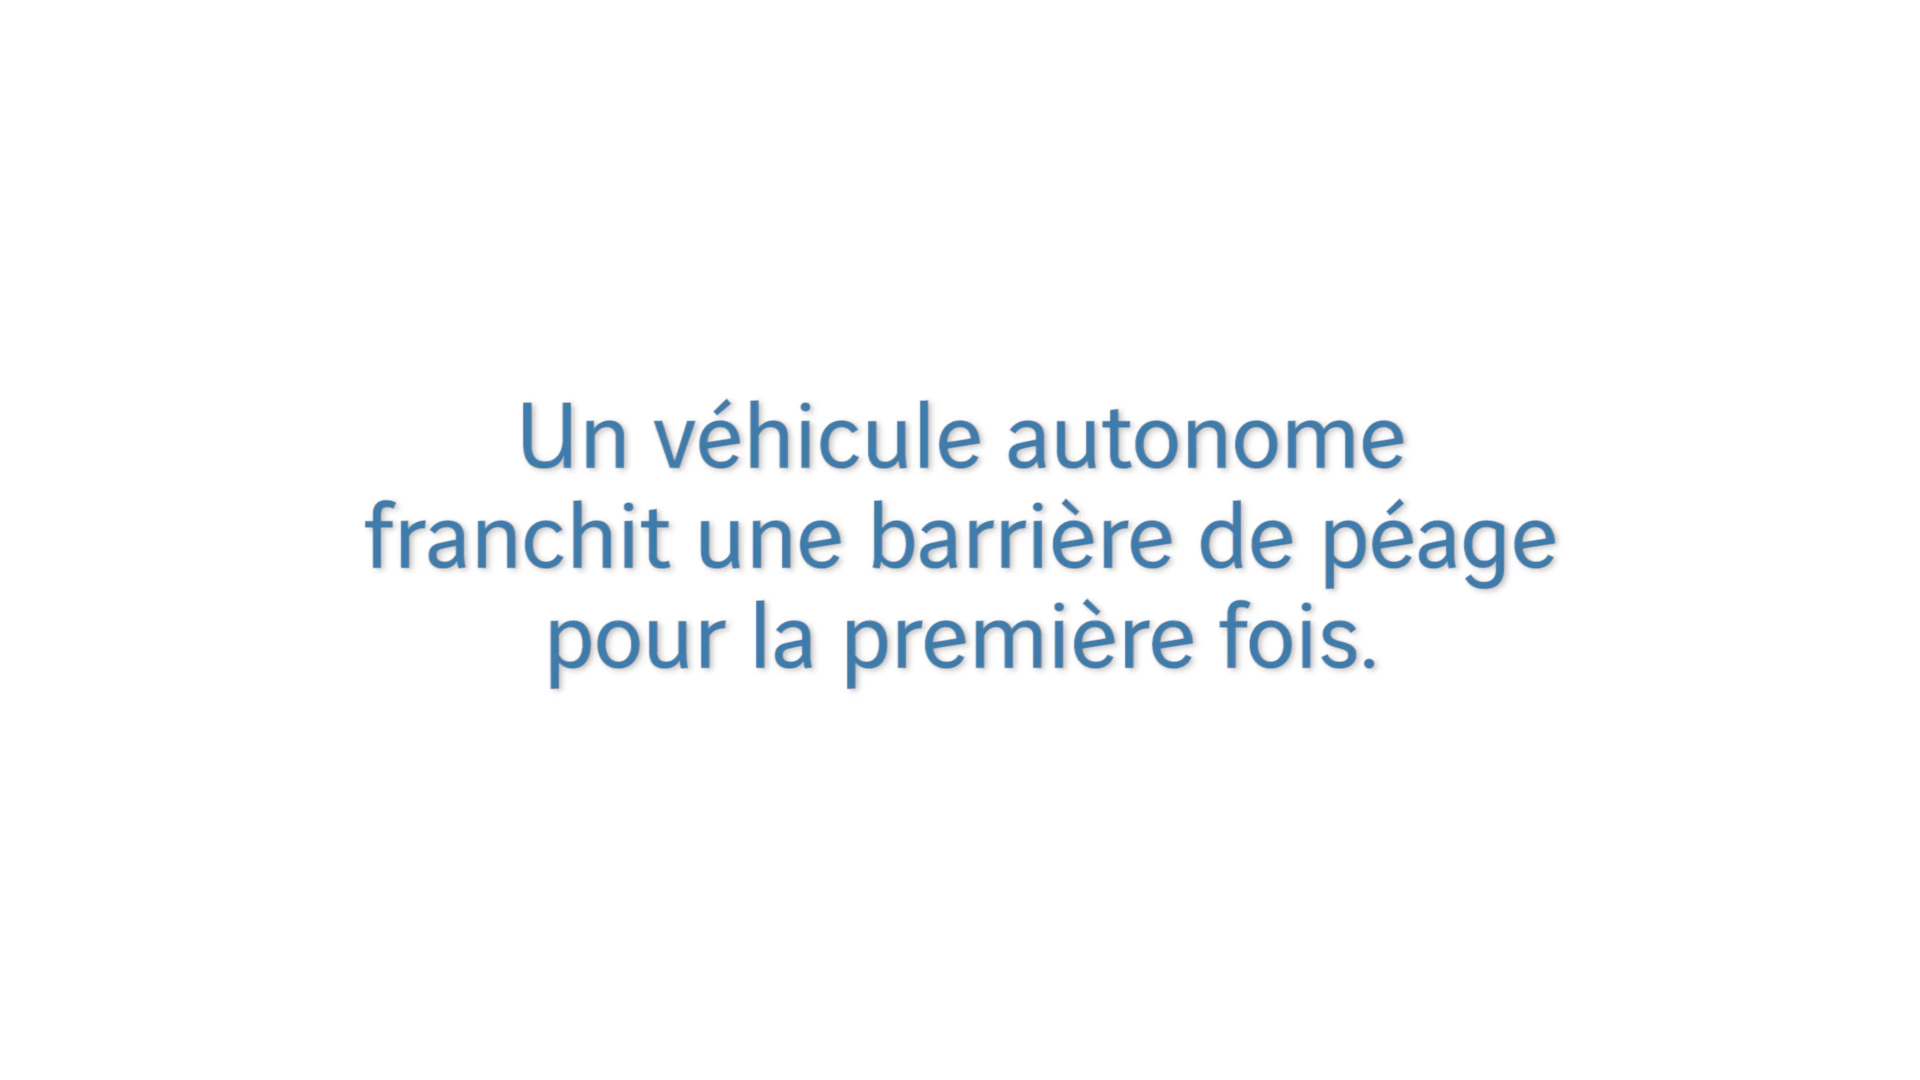 Un véhicule autonome
franchit une barrière de péage
pour la première fois.